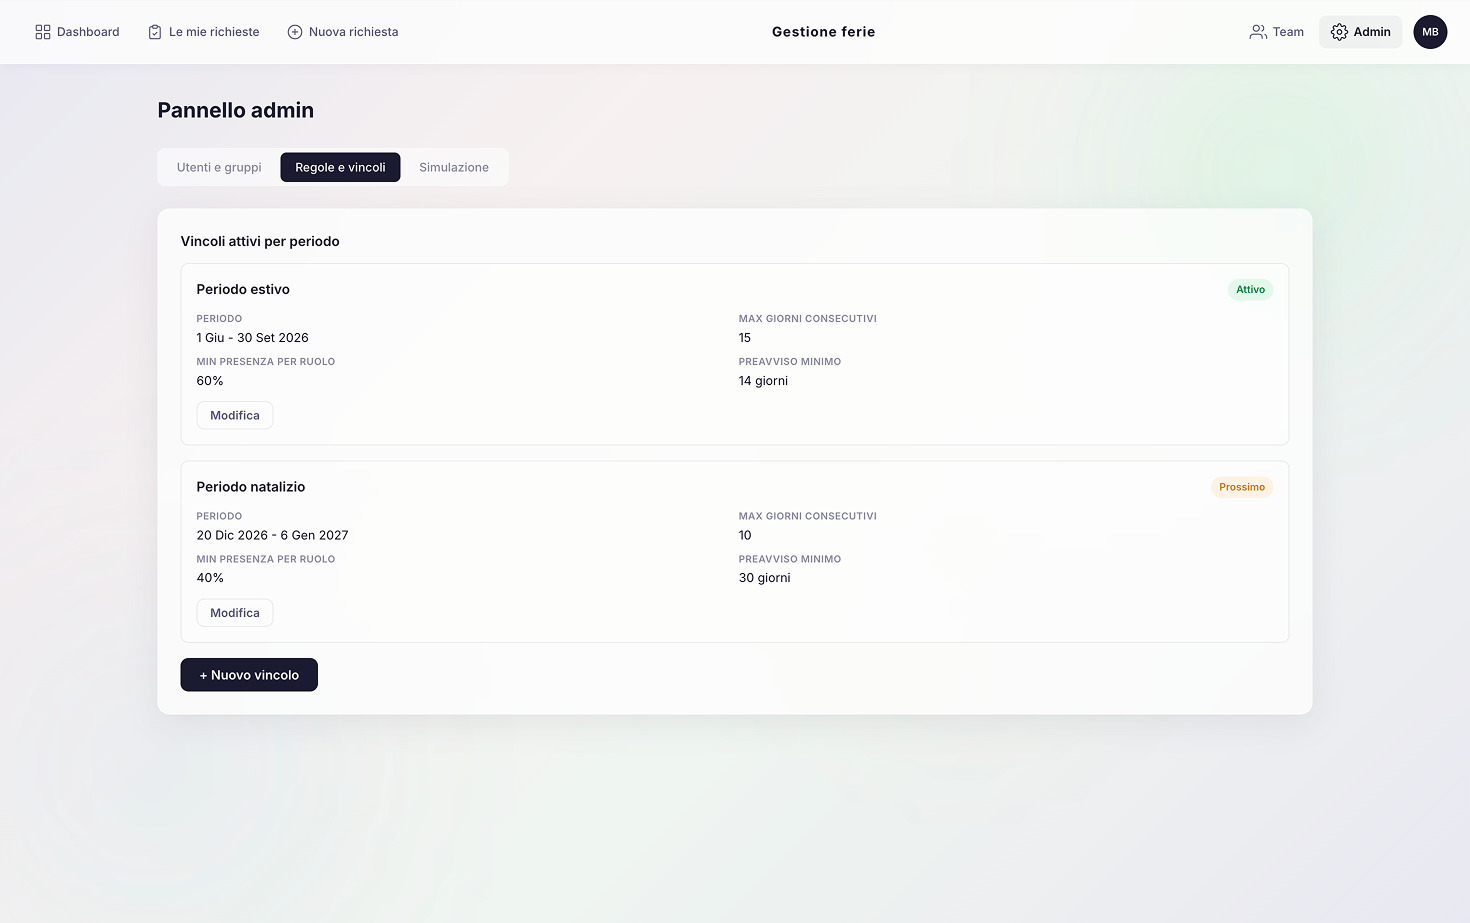 Dashboard
Le mie richieste
Nuova richiesta
Gestione ferie
Team
Admin
MB
Pannello admin
Utenti e gruppi
Regole e vincoli
Simulazione
Vincoli attivi per periodo
Periodo estivo
Attivo
PERIODO
1 Giu - 30 Set 2026
MAX GIORNI CONSECUTIVI
15
MIN PRESENZA PER RUOLO
60%
PREAVVISO MINIMO
14 giorni
Modifica
Periodo natalizio
Prossimo
PERIODO
20 Dic 2026 - 6 Gen 2027
MAX GIORNI CONSECUTIVI
10
MIN PRESENZA PER RUOLO
40%
PREAVVISO MINIMO
30 giorni
Modifica
+ Nuovo vincolo